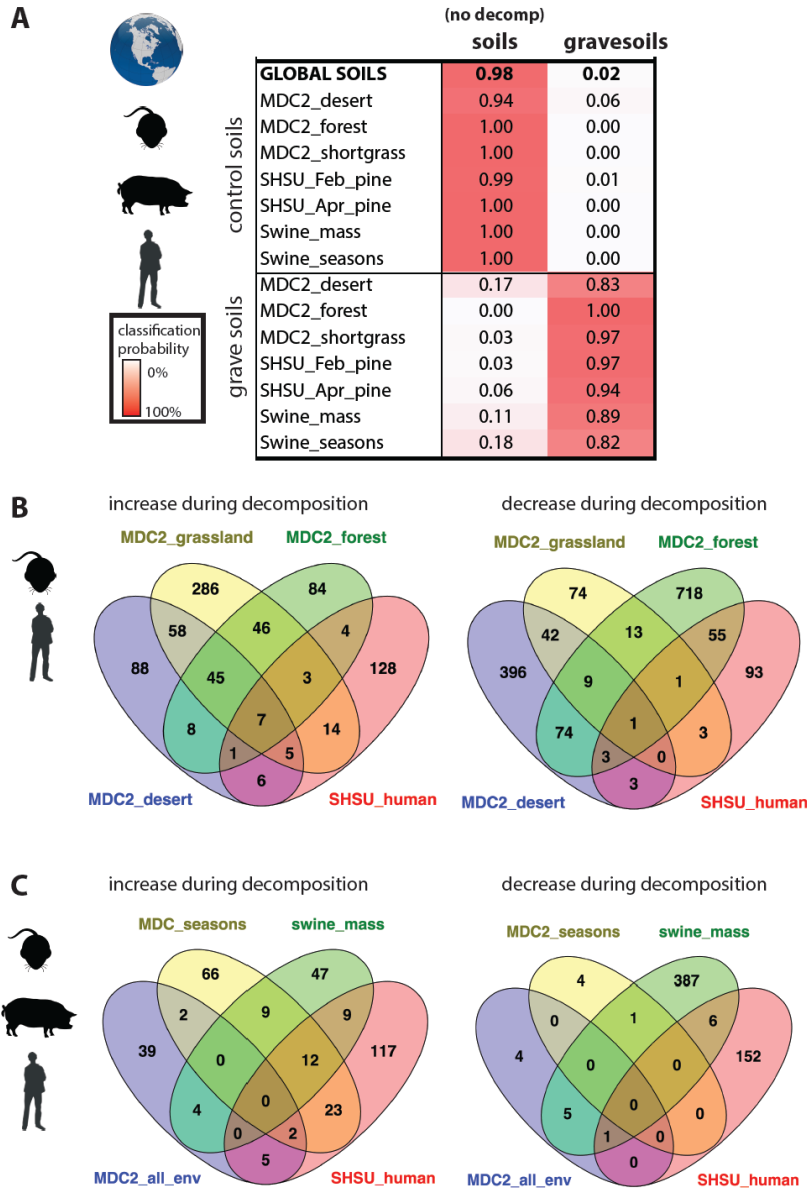 A
(no decomp)
soils gravesoils
control soils
GLOBAL SOILS 0.98 0.02
MDC2_desert 0.94 0.06
MDC2_forest 1.00 0.00
MDC2_shortgrass 1.00 0.00
SHSU_Feb_pine 0.99 0.01
SHSU_Apr_pine 1.00 0.00
Swine_mass 1.00 0.00
Swine_seasons 1.00 0.00
grave soils
MDC2_desert 0.17 0.83
MDC2_forest 0.00 1.00
MDC2_shortgrass 0.03 0.97
SHSU_Feb_pine 0.03 0.97
SHSU_Apr_pine 0.06 0.94
Swine_mass 0.11 0.89
Swine_seasons 0.18 0.82
classification
probability
0%
100%
B
increase during decomposition
MDC2_grassland MDC2_forest
286 84
58 46 4
88 45 3 128
7
8 14
1 5
6
MDC2_desert SHSU_human
decrease during decomposition
MDC2_grassland MDC2_forest
74 718
42 13 55
396 9 1 93
1
74 3
3 0
3
MDC2_desert SHSU_human
C
increase during decomposition
MDC_seasons swine_mass
66 47
2 9 9
39 0 12 117
0
4 23
0 2
5
MDC2_all_env SHSU_human
decrease during decomposition
MDC2_seasons swine_mass
4 387
0 1 6
4 0 0 152
0
5 0
1 0
0
MDC2_all_env SHSU_human